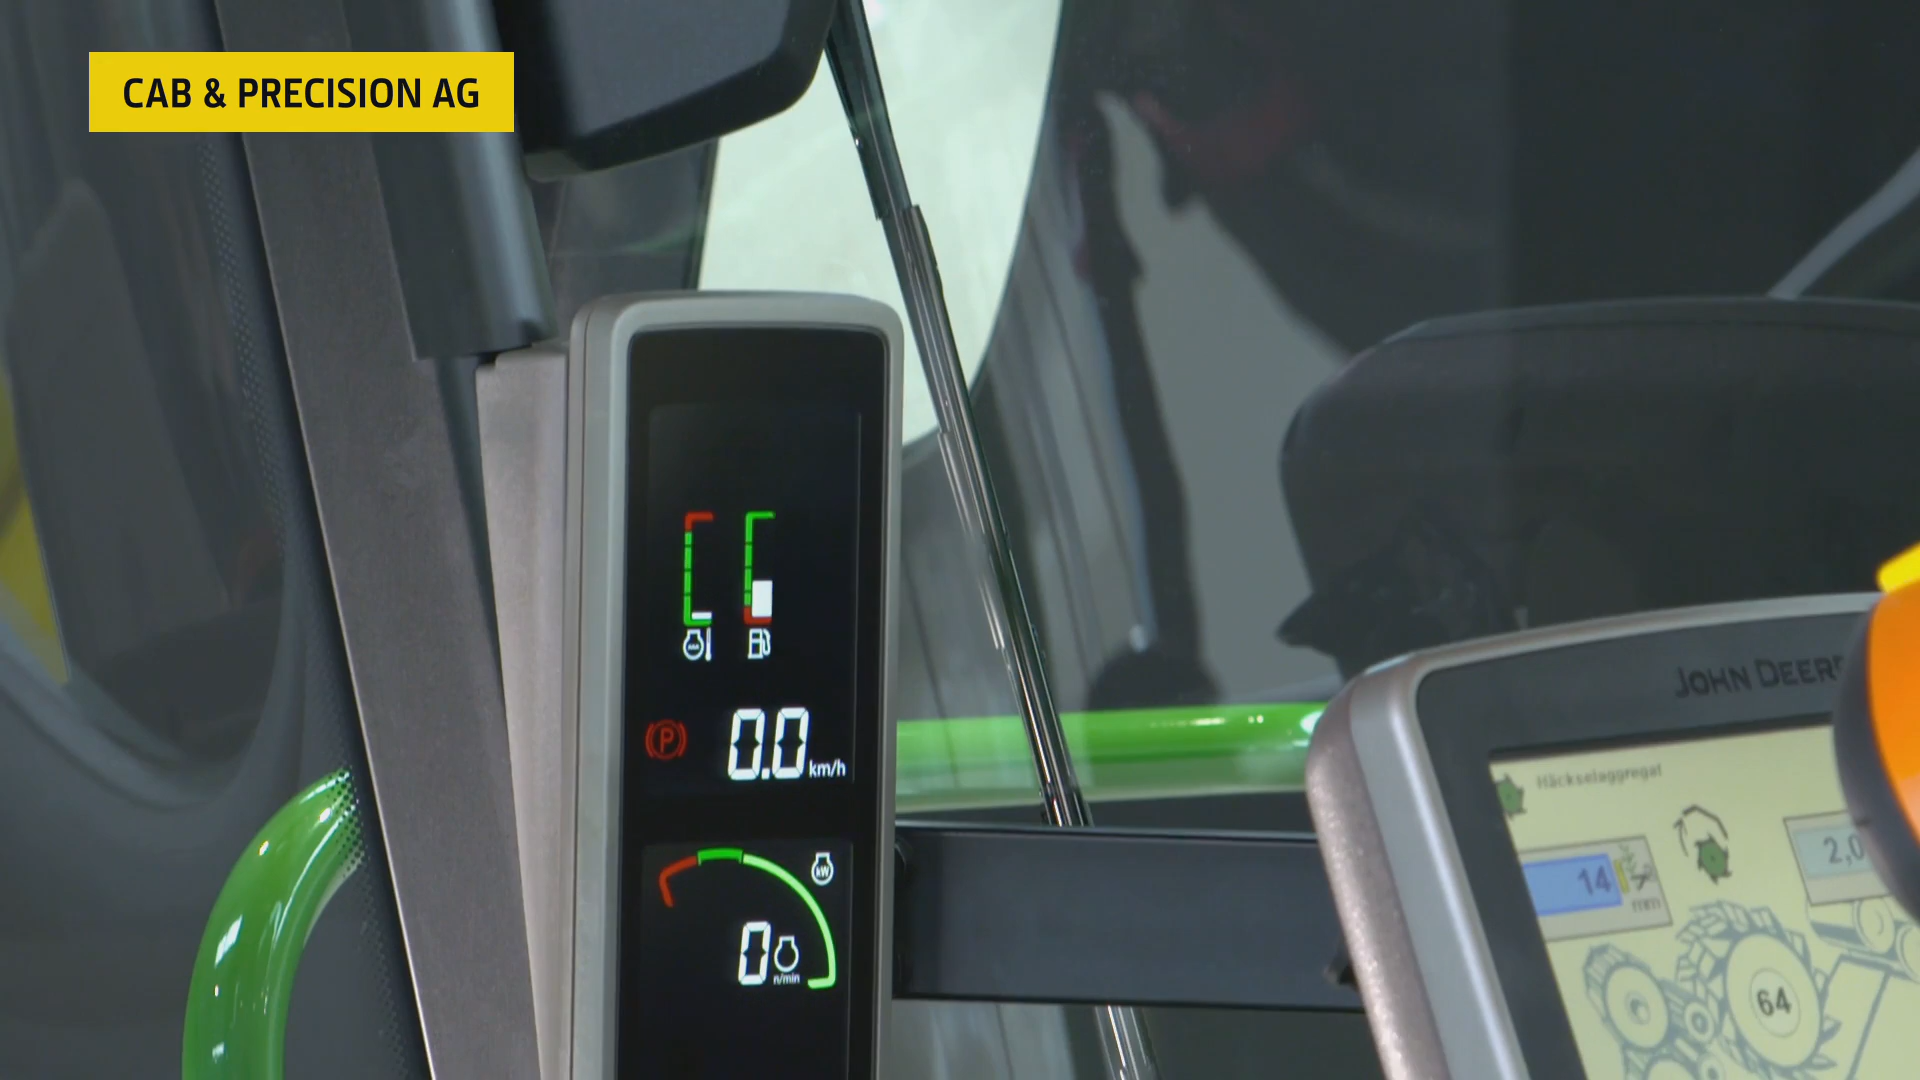 CAB & PRECISION AG
P
0.0 km/h
kW
0 n/min
JOHN DEERE
Häckselaggregat
14
mm
2,0
64